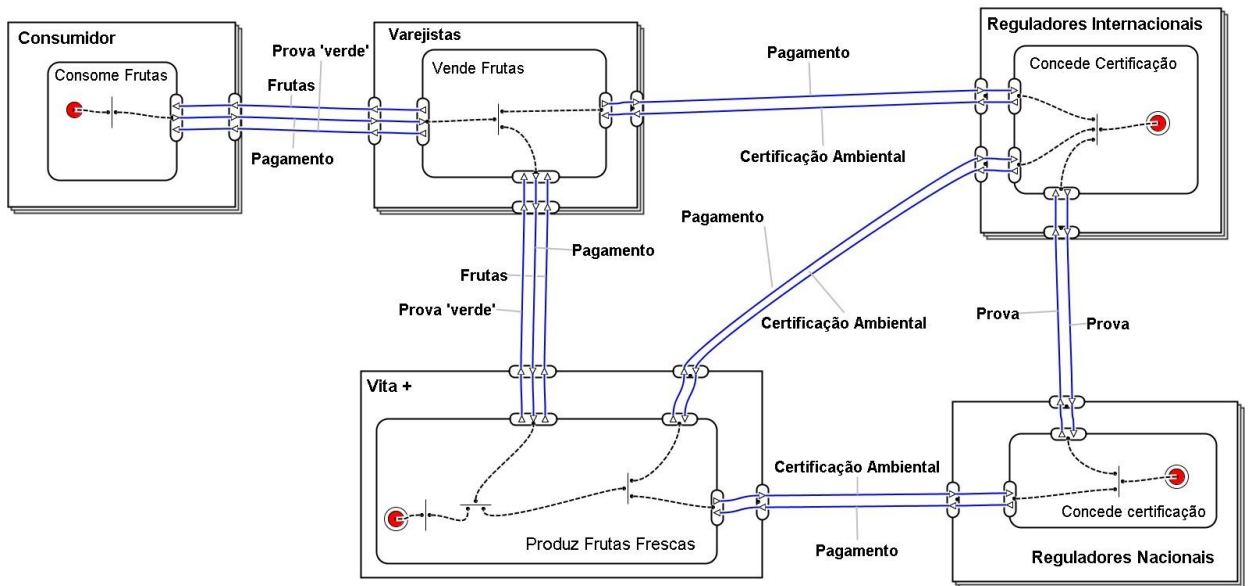 Consumidor
Consome Frutas
Prova 'verde'
Frutas
Pagamento
Varejistas
Vende Frutas
Pagamento
Certificação Ambiental
Reguladores Internacionais
Concede Certificação
Pagamento
Frutas
Prova 'verde'
Pagamento
Certificação Ambiental
Prova
Prova
Vita +
Produz Frutas Frescas
Certificação Ambiental
Pagamento
Concede certificação
Reguladores Nacionais